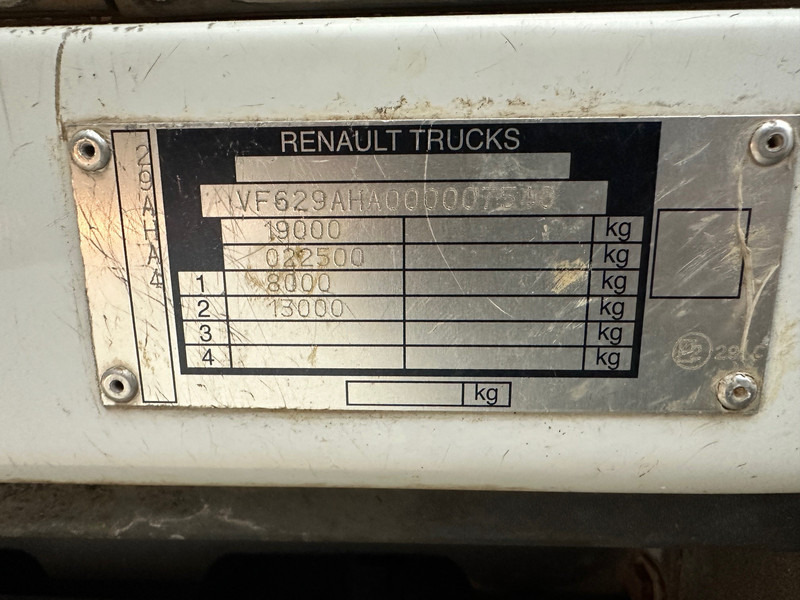 RENAULT TRUCKS
29AHA4
19000 kg
022500 kg
1 8000 kg
2 13000 kg
3 kg
4 kg
kg